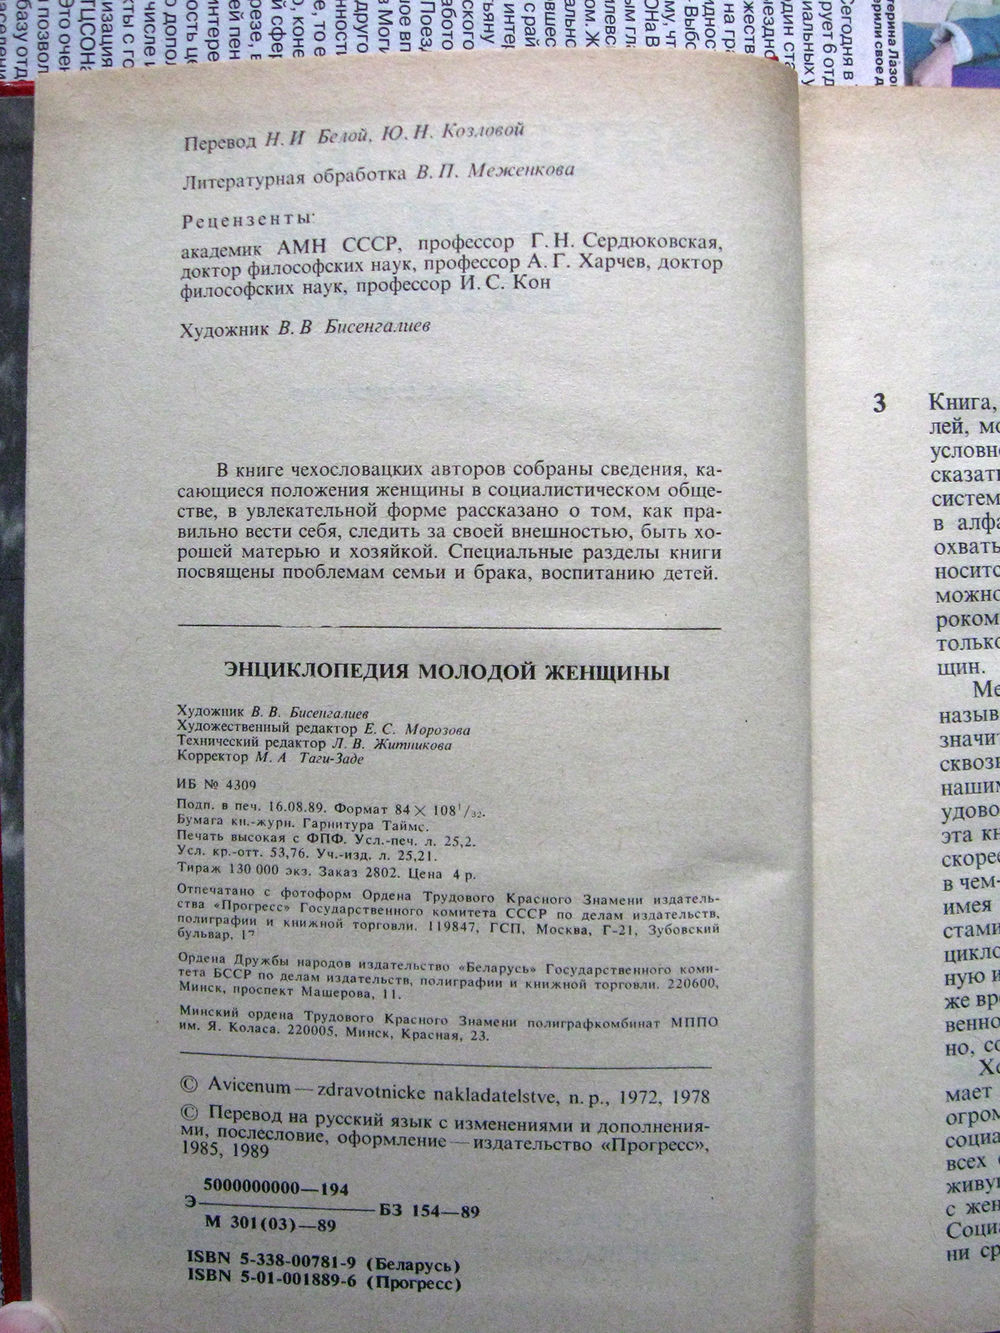 Перевод Н. И Белой, Ю. Н. Козловой
Литературная обработка В. П. Меженкова
Рецензенты:
академик АМН СССР, профессор Г. Н. Сердюковская,
доктор философских наук, профессор А. Г. Харчев, доктор
философских наук, профессор И. С. Кон
Художник В. В Бисенгалиев
В книге чехословацких авторов собраны сведения, ка-
сающиеся положения женщины в социалистическом обще-
стве, в увлекательной форме рассказано о том, как пра-
вильно вести себя, следить за своей внешностью, быть хо-
рошей матерью и хозяйкой. Специальные разделы книги
посвящены проблемам семьи и брака, воспитанию детей.
ЭНЦИКЛОПЕДИЯ МОЛОДОЙ ЖЕНЩИНЫ
Художник В. В. Бисенгалиев
Художественный редактор Е. С. Морозова
Технический редактор Л. В. Житникова
Корректор М. А Таги-Заде
ИБ № 4309
Подп. в печ. 16.08.89. Формат 84 × 108 1/32.
Бумага кн.-журн. Гарнитура Таймс.
Печать высокая с ФПФ. Усл.-печ. л. 25,2.
Усл. кр.-отт. 53,76. Уч.-изд. л. 25,21.
Тираж 130 000 экз. Заказ 2802. Цена 4 р.
Отпечатано с фотоформ Ордена Трудового Красного Знамени издатель-
ства «Прогресс» Государственного комитета СССР по делам издательств,
полиграфии и книжной торговли. 119847, ГСП, Москва, Г-21, Зубовский
бульвар, 17
Ордена Дружбы народов издательство «Беларусь» Государственного коми-
тета БССР по делам издательств, полиграфии и книжной торговли. 220600,
Минск, проспект Машерова, 11.
Минский ордена Трудового Красного Знамени полиграфкомбинат МППО
им. Я. Коласа. 220005, Минск, Красная, 23.
© Avicenum — zdravotnicke nakladatelstve, n. p., 1972, 1978
© Перевод на русский язык с изменениями и дополнения-
ми, послесловие, оформление — издательство «Прогресс»,
1985, 1989
5000000000—194
Э БЗ 154—89
М 301(03)—89
ISBN 5-338-00781-9 (Беларусь)
ISBN 5-01-001889-6 (Прогресс)
3
Книга,
лей, мо
условно
сказать
систем
в алфа
охвать
носитс
можно
роком
только
щин.
Ме
назыв
значит
сквозь
нашим
удово
эта кн
скорее
в чем-
имея
стами
цикло
ную и
же вре
венно
но, со
Хо
мает
огром
социа
всех
живу
с жен
Социа
ни ср